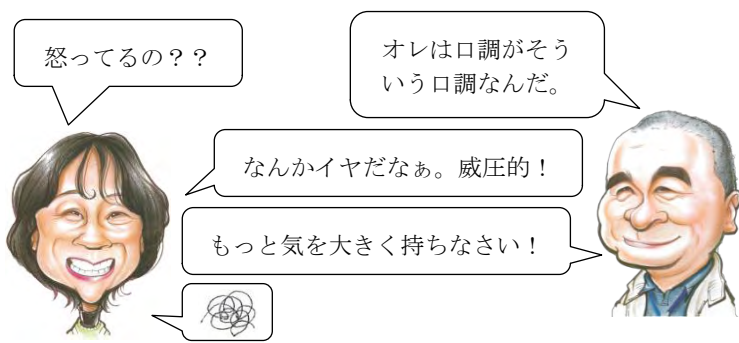 怒ってるの？？
オレは口調がそう
いう口調なんだ。
なんかイヤだなぁ。威圧的！
もっと気を大きく持ちなさい！